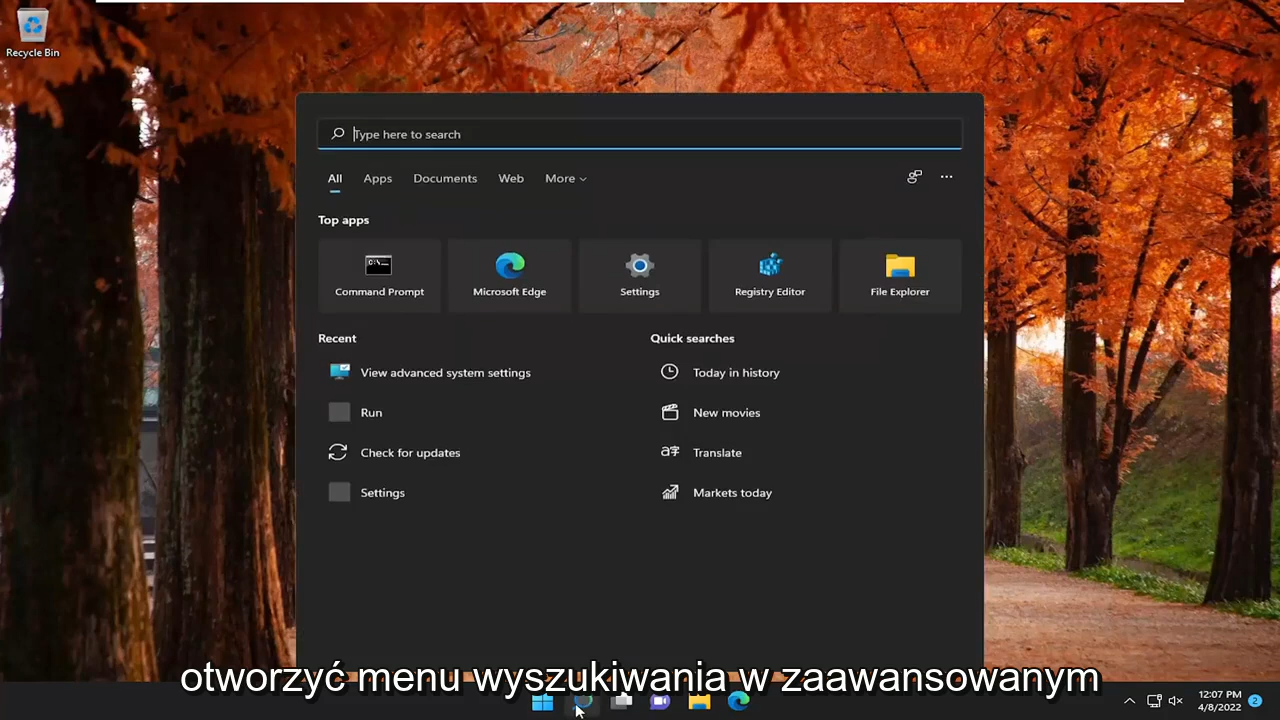 Recycle Bin
Type here to search
All Apps Documents Web More
Top apps
Command Prompt Microsoft Edge Settings Registry Editor File Explorer
Recent Quick searches
View advanced system settings Today in history
Run New movies
Check for updates Translate
Settings Markets today
otworzyć menu wyszukiwania w zaawansowanym
12:07 PM
4/8/2022 2